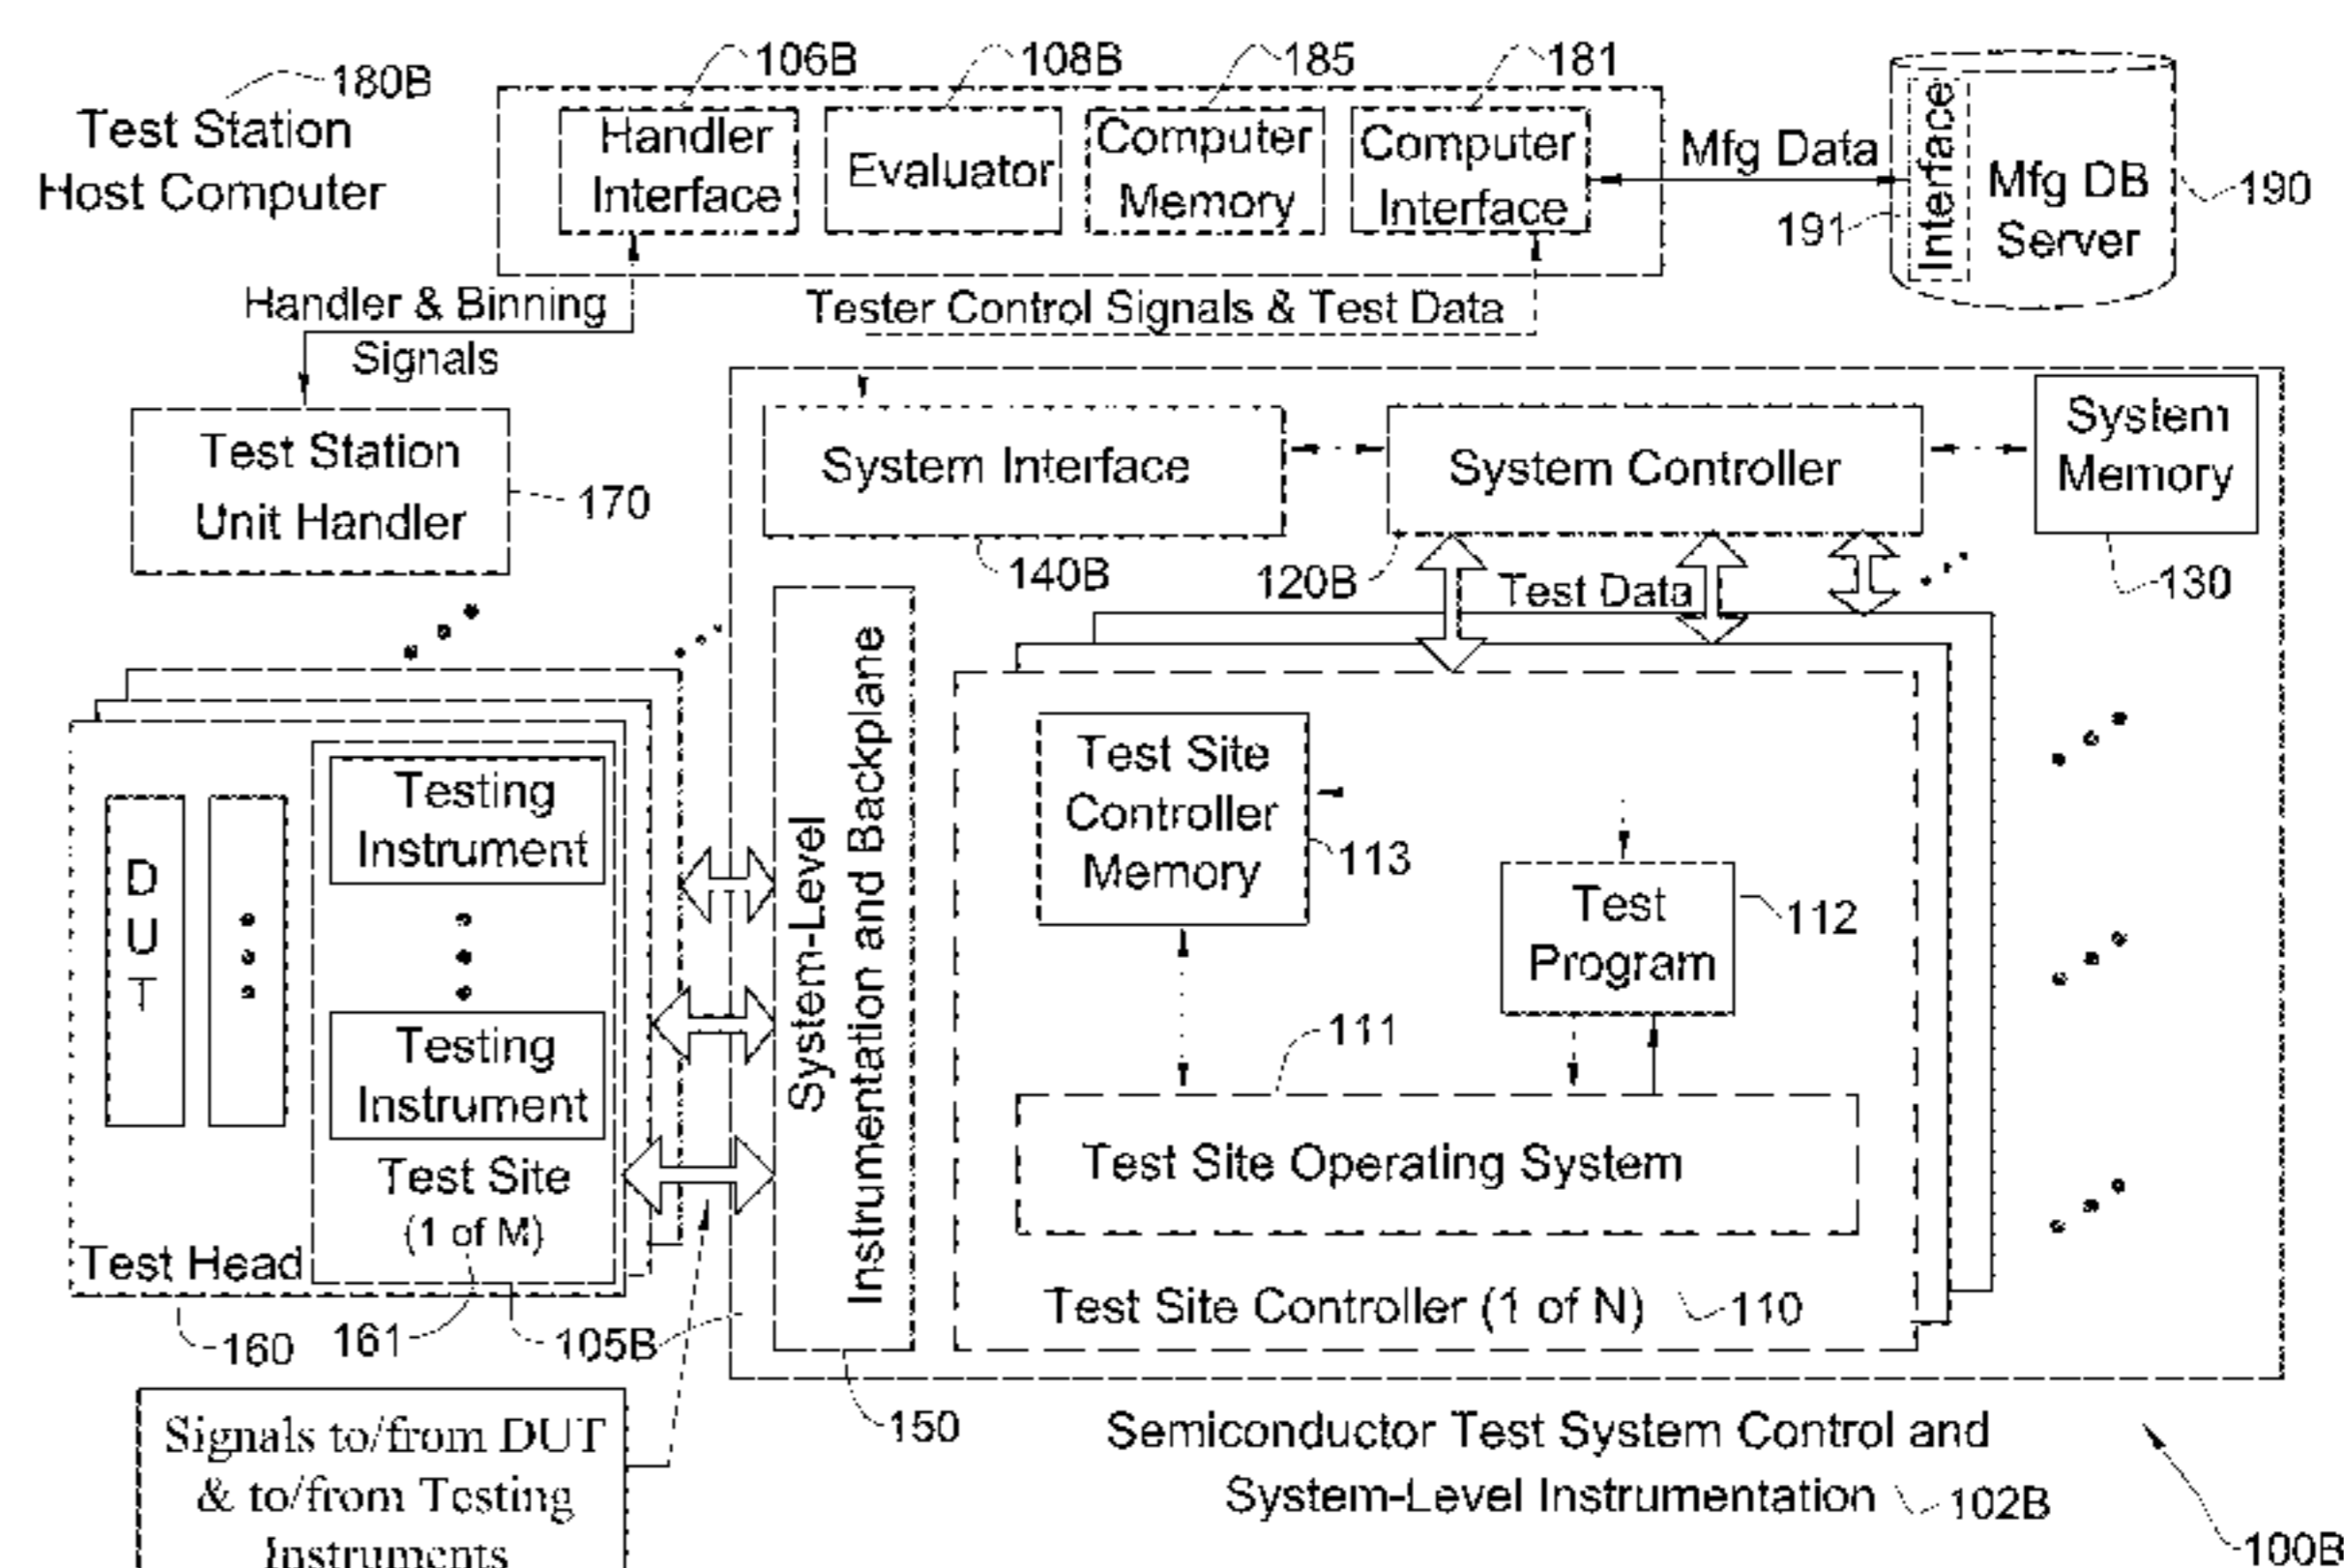 180B
Test Station
Host Computer
106B
108B
185
181
Handler
Interface
Evaluator
Computer
Memory
Computer
Interface
Mfg Data
Interface
191
Mfg DB
Server
190
Handler & Binning
Signals
Tester Control Signals & Test Data
Test Station
Unit Handler
170
System Interface
140B
System Controller
120B
System
Memory
130
Test Data
D
U
T
Testing
Instrument
Testing
Instrument
Test Site
(1 of M)
Test Head
160
161
105B
System-Level
Instrumentation and Backplane
150
Test Site
Controller
Memory
113
Test
Program
112
111
Test Site Operating System
Test Site Controller (1 of N)
110
Signals to/from DUT
& to/from Testing
Instruments
Semiconductor Test System Control and
System-Level Instrumentation
102B
100B